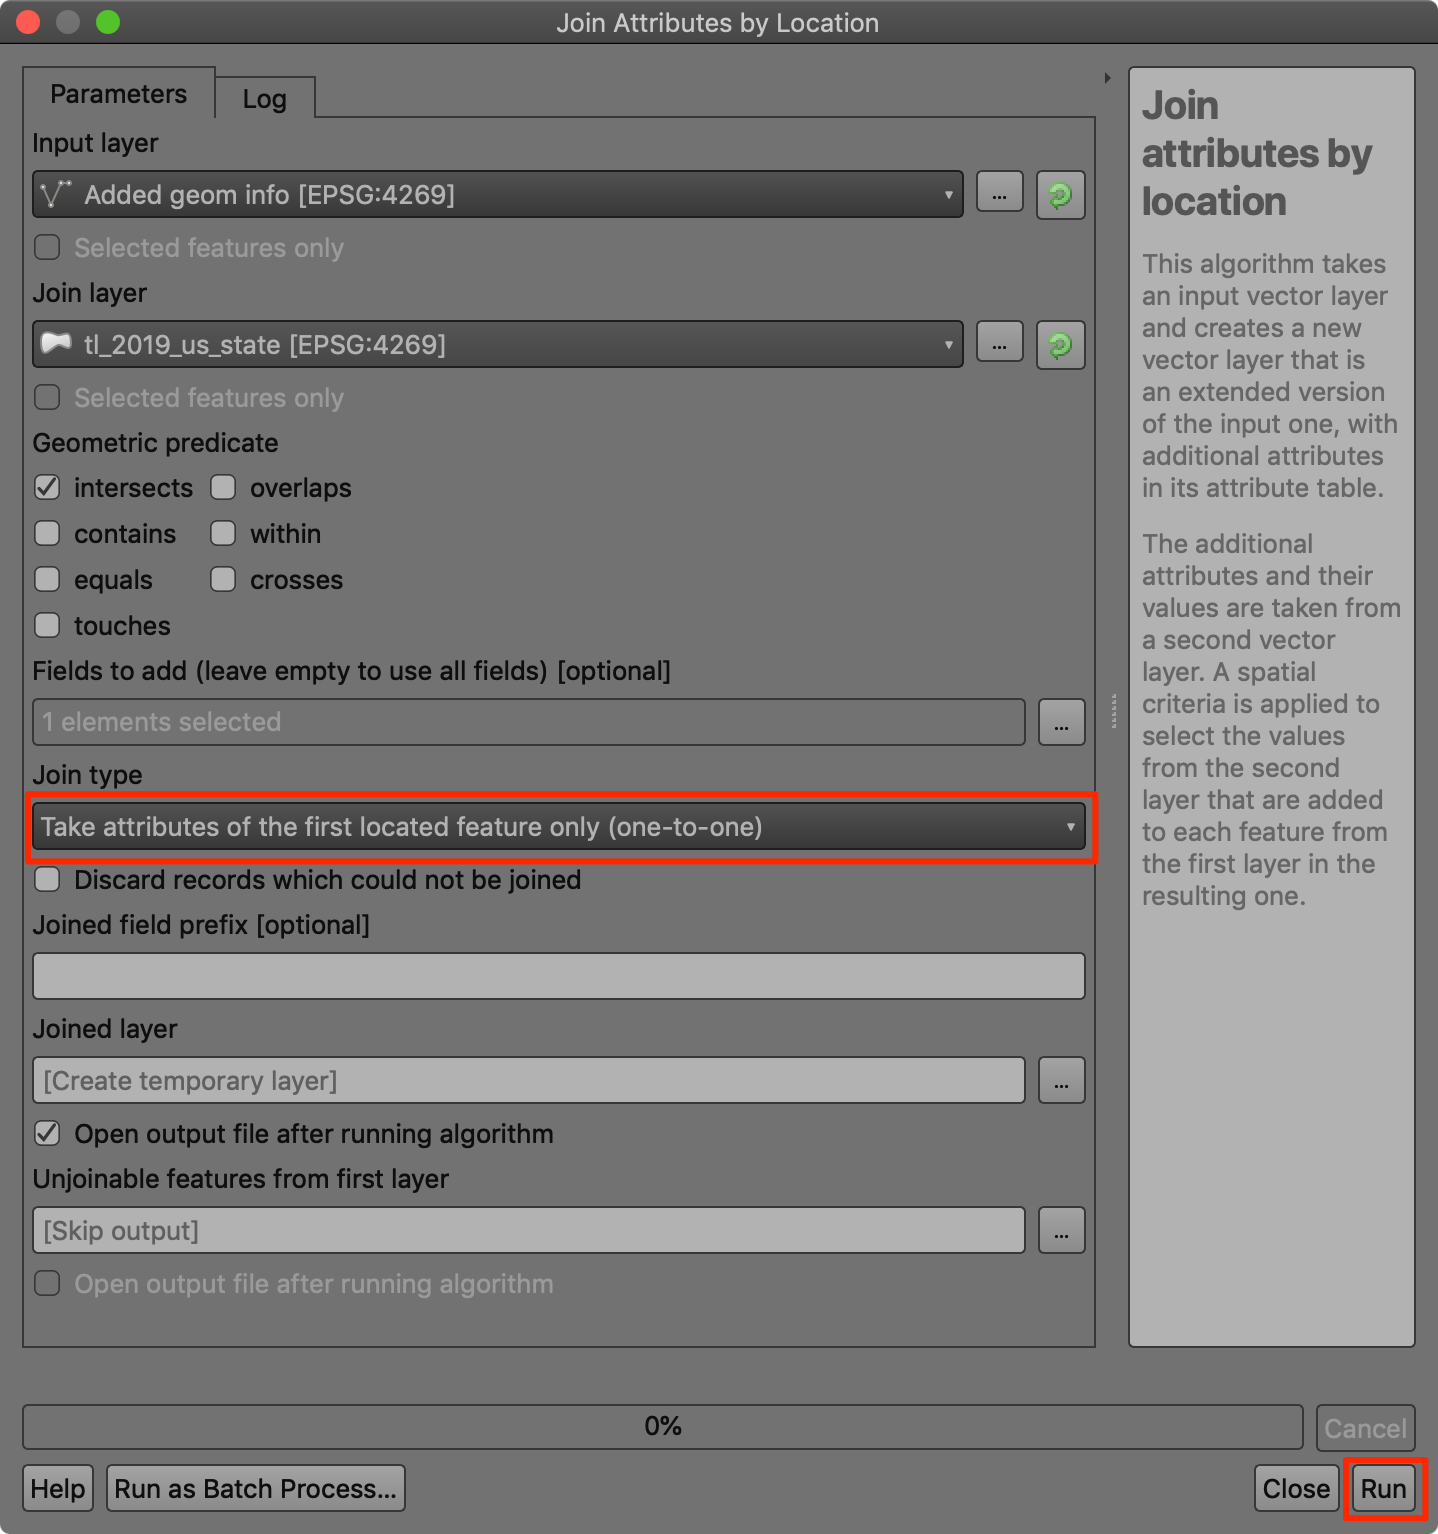 Join Attributes by Location
Parameters
Log
Input layer
Added geom info [EPSG:4269]
...
Selected features only
Join layer
tl_2019_us_state [EPSG:4269]
...
Selected features only
Geometric predicate
intersects
overlaps
contains
within
equals
crosses
touches
Fields to add (leave empty to use all fields) [optional]
1 elements selected
...
Join type
Take attributes of the first located feature only (one-to-one)
Discard records which could not be joined
Joined field prefix [optional]
Joined layer
[Create temporary layer]
...
Open output file after running algorithm
Unjoinable features from first layer
[Skip output]
...
Open output file after running algorithm
Join
attributes by
location
This algorithm takes
an input vector layer
and creates a new
vector layer that is
an extended version
of the input one, with
additional attributes
in its attribute table.
The additional
attributes and their
values are taken from
a second vector
layer. A spatial
criteria is applied to
select the values
from the second
layer that are added
to each feature from
the first layer in the
resulting one.
0%
Cancel
Help
Run as Batch Process...
Close
Run